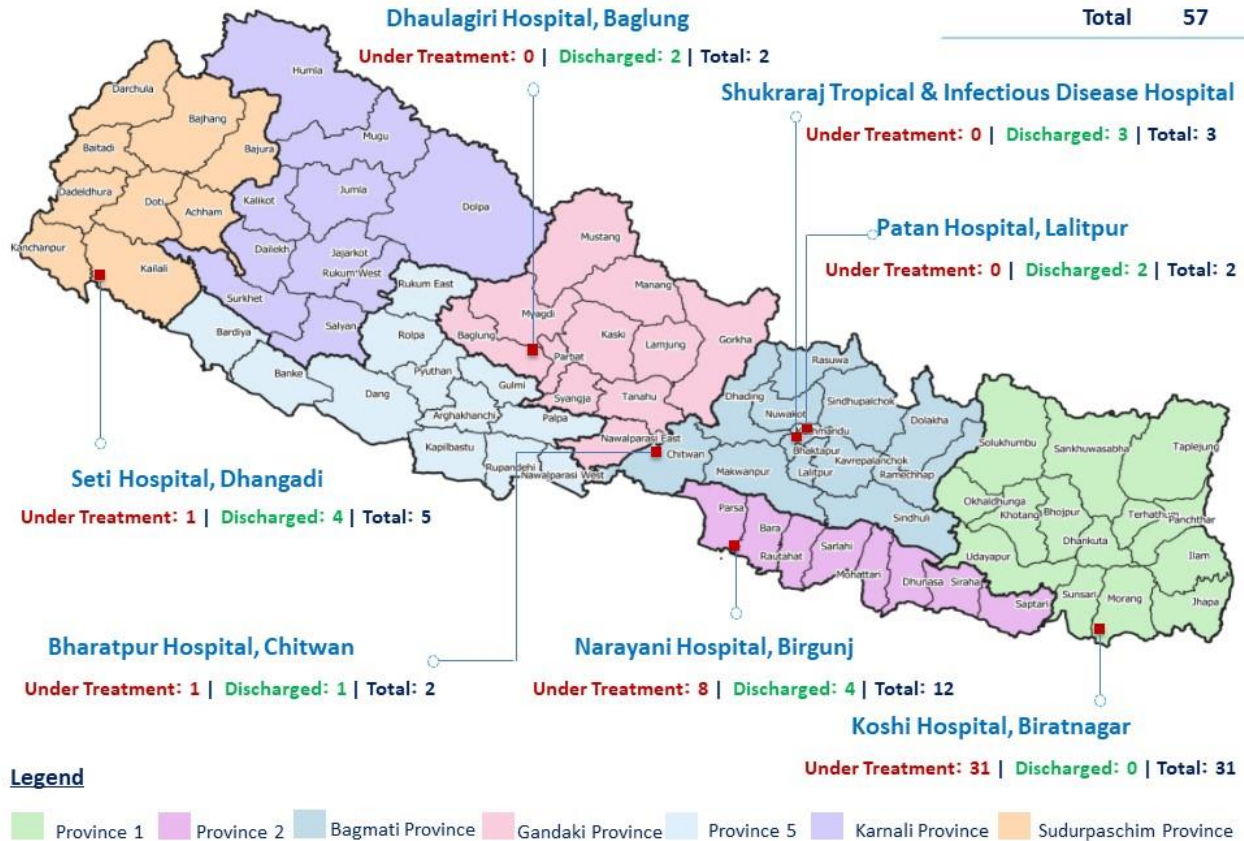 Total 57
Dhaulagiri Hospital, Baglung
Under Treatment: 0 | Discharged: 2 | Total: 2
Shukraraj Tropical & Infectious Disease Hospital
Under Treatment: 0 | Discharged: 3 | Total: 3
Patan Hospital, Lalitpur
Under Treatment: 0 | Discharged: 2 | Total: 2
Humla
Darchula
Bajhang
Mugu
Baitadi
Bajura
Dadeldhura
Doti
Achham
Kalikot
Jumla
Dolpa
Kanchanpur
Kailali
Dailekh
Jajarkot
Rukum West
Surkhet
Salyan
Rukum East
Mustang
Manang
Myagdi
Baglung
Parbat
Kaski
Lamjung
Gorkha
Syangja
Tanahu
Nawalparasi East
Bardiya
Banke
Rolpa
Pyuthan
Dang
Gulmi
Arghakhanchi
Palpa
Kapilbastu
Rupandehi
Nawalparasi West
Rasuwa
Dhading
Nuwakot
Sindhupalchok
Dolakha
Bhaktapur
Chitwan
Makwanpur
Lalitpur
Kavrepalanchok
Ramechhap
Sindhuli
Parsa
Bara
Rautahat
Sarlahi
Mohattari
Dhunasa
Siraha
Saptari
Solukhumbu
Sankhuwasabha
Taplejung
Okhaldhunga
Khotang
Bhojpur
Panchthar
Dhankuta
Udayapur
Ilam
Sunsari
Morang
Jhapa
Seti Hospital, Dhangadi
Under Treatment: 1 | Discharged: 4 | Total: 5
Bharatpur Hospital, Chitwan
Under Treatment: 1 | Discharged: 1 | Total: 2
Narayani Hospital, Birgunj
Under Treatment: 8 | Discharged: 4 | Total: 12
Koshi Hospital, Biratnagar
Under Treatment: 31 | Discharged: 0 | Total: 31
Legend
Province 1
Province 2
Bagmati Province
Gandaki Province
Province 5
Karnali Province
Sudurpaschim Province